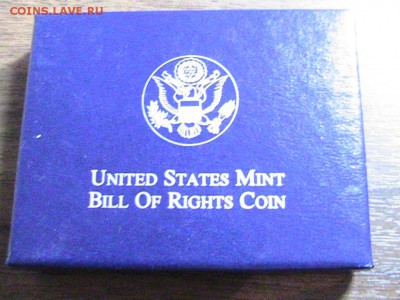 COINS.LAVE.RU
UNITED STATES MINT
BILL OF RIGHTS COIN